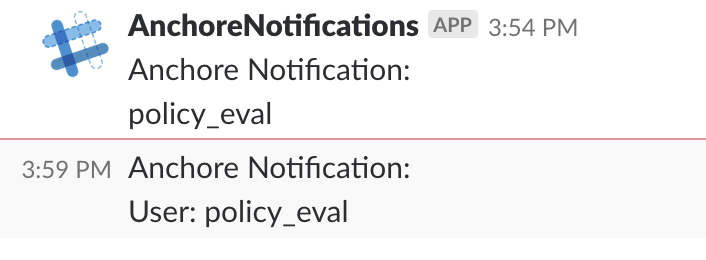 AnchoreNotifications APP 3:54 PM
Anchore Notification:
policy_eval
3:59 PM Anchore Notification:
User: policy_eval